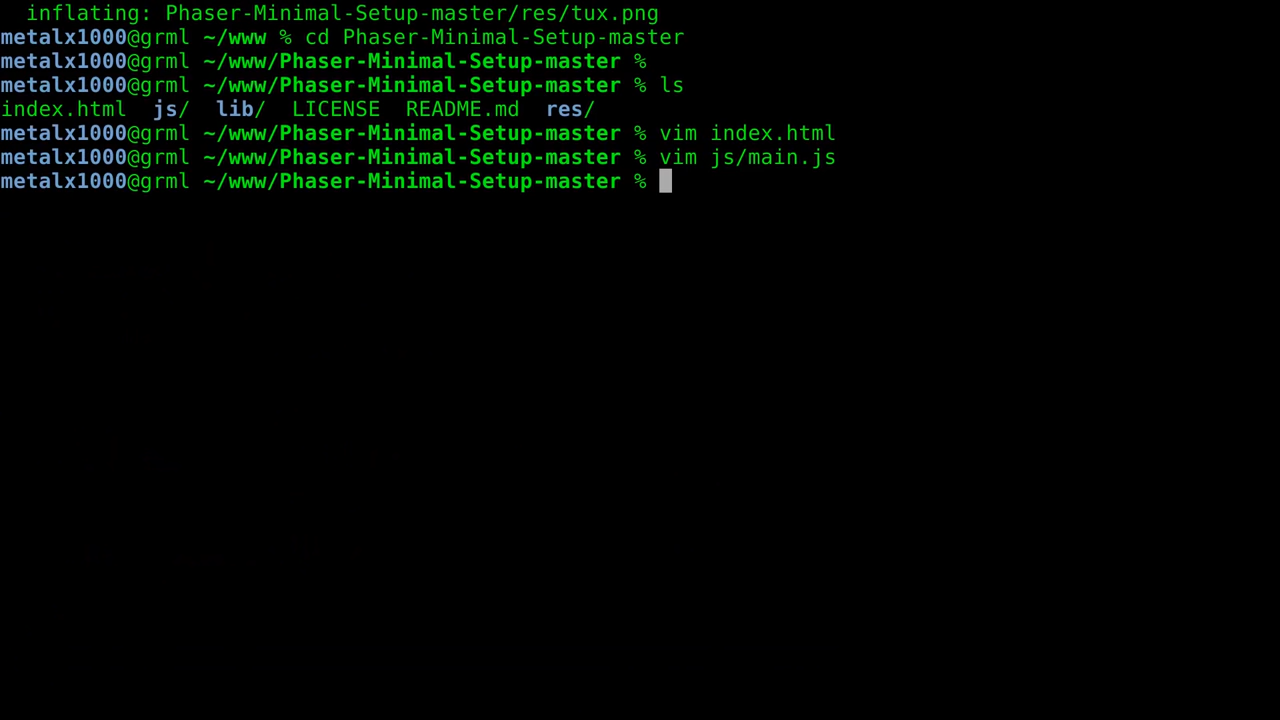 inflating: Phaser-Minimal-Setup-master/res/tux.png
metalx1000@grml ~/www % cd Phaser-Minimal-Setup-master
metalx1000@grml ~/www/Phaser-Minimal-Setup-master %
metalx1000@grml ~/www/Phaser-Minimal-Setup-master % ls
index.html js/ lib/ LICENSE README.md res/
metalx1000@grml ~/www/Phaser-Minimal-Setup-master % vim index.html
metalx1000@grml ~/www/Phaser-Minimal-Setup-master % vim js/main.js
metalx1000@grml ~/www/Phaser-Minimal-Setup-master %